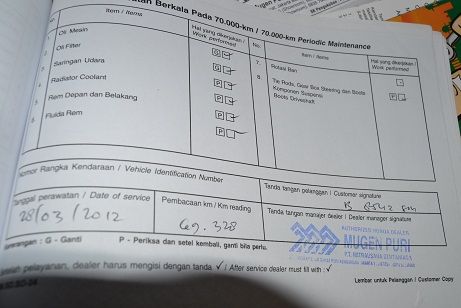 Berkala Pada 70.000-km / 70.000-km Periodic Maintenance
Item / Items
Hal yang dikerjakan / Work performed
No.
Item / Items
Hal yang dikerjakan / Work performed
Oli Mesin
G
7.
Rotasi Ban
Oli Filter
G
8.
Tie Rods, Gear Box Steering dan Boots
Komponen Suspensi
Boots Driveshaft
P
Saringan Udara
G
Radiator Coolant
P
Rem Depan dan Belakang
P
Fluida Rem
P
Nomor Rangka Kendaraan / Vehicle Identification Number
Tanda tangan pelanggan / Customer signature
Tanggal perawatan / Date of service
Pembacaan km / Km reading
28/03/2012
69.328
Tanda tangan manajer dealer / Dealer manager signature
AUTHORIZED HONDA DEALER
MUGEN PURI
Keterangan : G - Ganti
P - Periksa dan setel kembali, ganti bila perlu.
pelayanan, dealer harus mengisi dengan tanda ✓ / After service dealer must fill with : ✓
Lembar untuk Pelanggan / Customer Copy